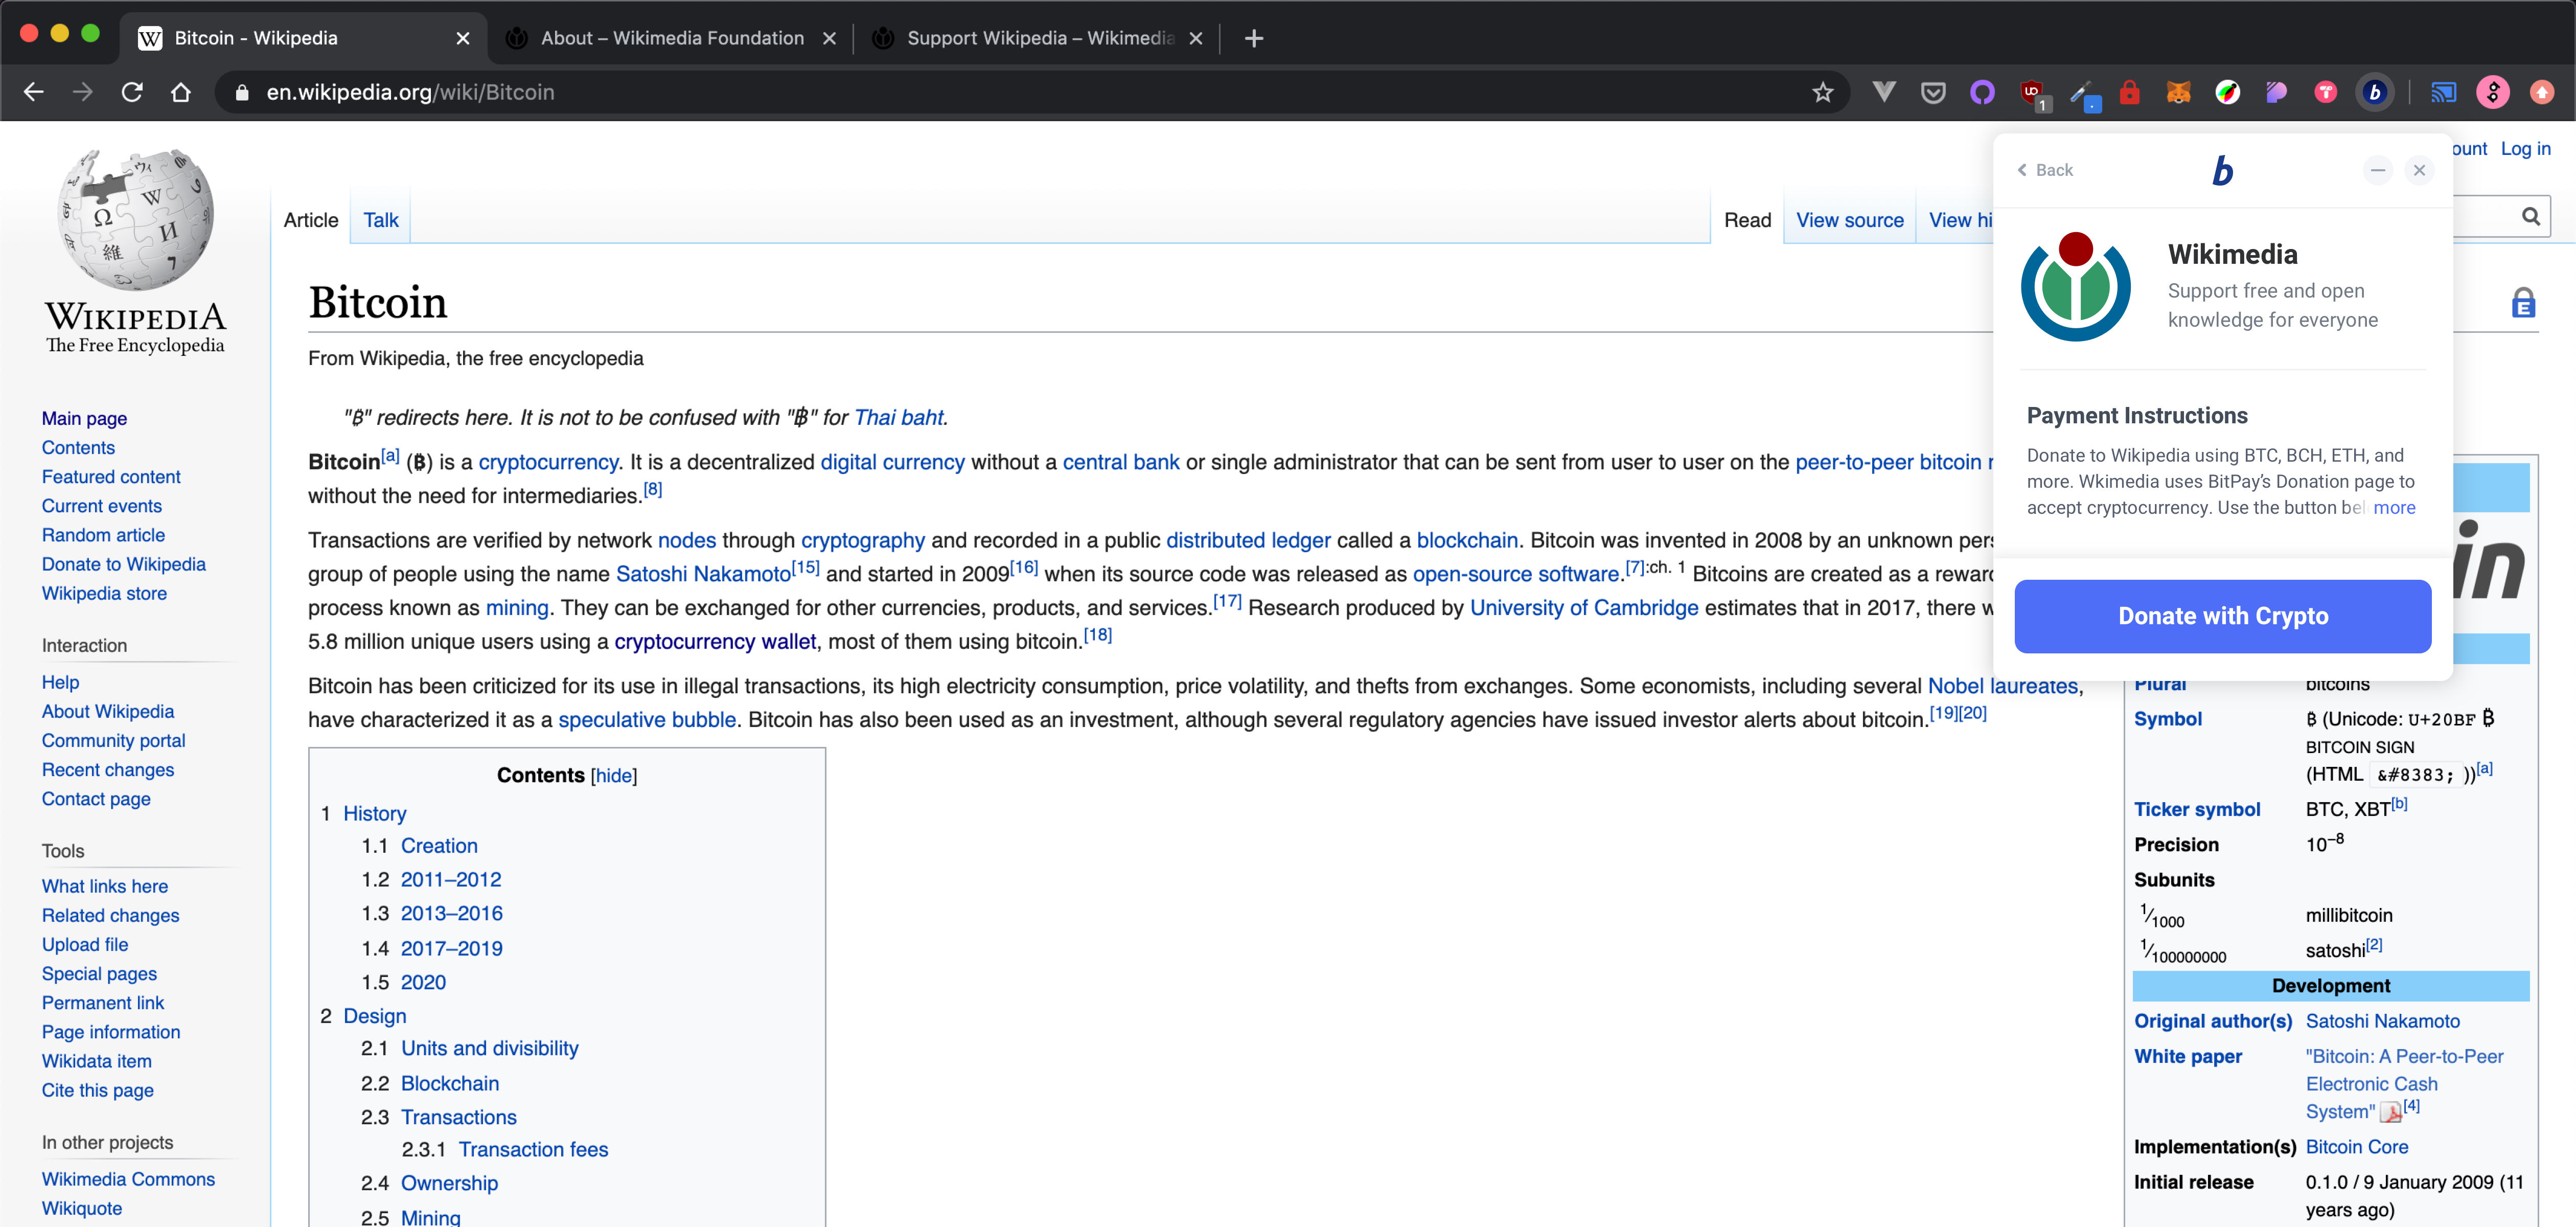 Bitcoin - Wikipedia
About – Wikimedia Foundation
Support Wikipedia – Wikimedia
en.wikipedia.org/wiki/Bitcoin
1
WIKIPEDIA
The Free Encyclopedia
Main page
Contents
Featured content
Current events
Random article
Donate to Wikipedia
Wikipedia store
Interaction
Help
About Wikipedia
Community portal
Recent changes
Contact page
Tools
What links here
Related changes
Upload file
Special pages
Permanent link
Page information
Wikidata item
Cite this page
In other projects
Wikimedia Commons
Wikiquote
Article
Talk
Read
View source
View hi
ount
Log in
Bitcoin
From Wikipedia, the free encyclopedia
"₿" redirects here. It is not to be confused with "฿" for Thai baht.
Bitcoin[a] (₿) is a cryptocurrency. It is a decentralized digital currency without a central bank or single administrator that can be sent from user to user on the peer-to-peer bitcoin
without the need for intermediaries.[8]
Transactions are verified by network nodes through cryptography and recorded in a public distributed ledger called a blockchain. Bitcoin was invented in 2008 by an unknown pers
group of people using the name Satoshi Nakamoto[15] and started in 2009[16] when its source code was released as open-source software.[7]:ch. 1 Bitcoins are created as a reward
process known as mining. They can be exchanged for other currencies, products, and services.[17] Research produced by University of Cambridge estimates that in 2017, there w
5.8 million unique users using a cryptocurrency wallet, most of them using bitcoin.[18]
Bitcoin has been criticized for its use in illegal transactions, its high electricity consumption, price volatility, and thefts from exchanges. Some economists, including several Nobel laureates,
have characterized it as a speculative bubble. Bitcoin has also been used as an investment, although several regulatory agencies have issued investor alerts about bitcoin.[19][20]
Contents [hide]
1 History
1.1 Creation
1.2 2011–2012
1.3 2013–2016
1.4 2017–2019
1.5 2020
2 Design
2.1 Units and divisibility
2.2 Blockchain
2.3 Transactions
2.3.1 Transaction fees
2.4 Ownership
2.5 Mining
Back
b
Wikimedia
Support free and open
knowledge for everyone
Payment Instructions
Donate to Wikipedia using BTC, BCH, ETH, and
more. Wkimedia uses BitPay's Donation page to
accept cryptocurrency. Use the button bel more
Donate with Crypto
E
in
Plural bitcoins
Symbol ₿ (Unicode: U+20BF ₿
BITCOIN SIGN
(HTML &#8383; ))[a]
Ticker symbol BTC, XBT[b]
Precision 10−8
Subunits
1⁄1000 millibitcoin
1⁄100000000 satoshi[2]
Development
Original author(s) Satoshi Nakamoto
White paper "Bitcoin: A Peer-to-Peer
Electronic Cash
System" [4]
Implementation(s) Bitcoin Core
Initial release 0.1.0 / 9 January 2009 (11
years ago)